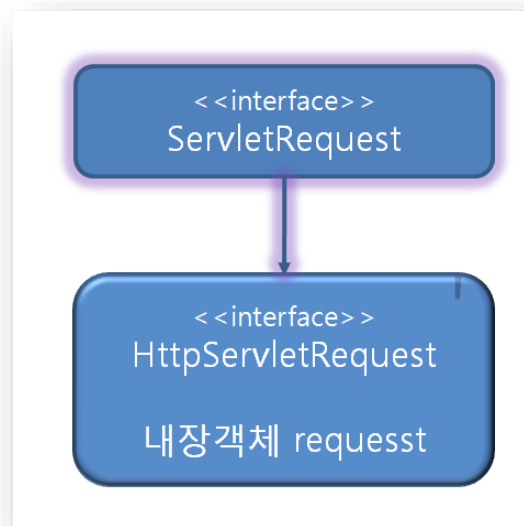 <<interface>>
ServletRequest
<<interface>>
HttpServletRequest
내장객체 requesst